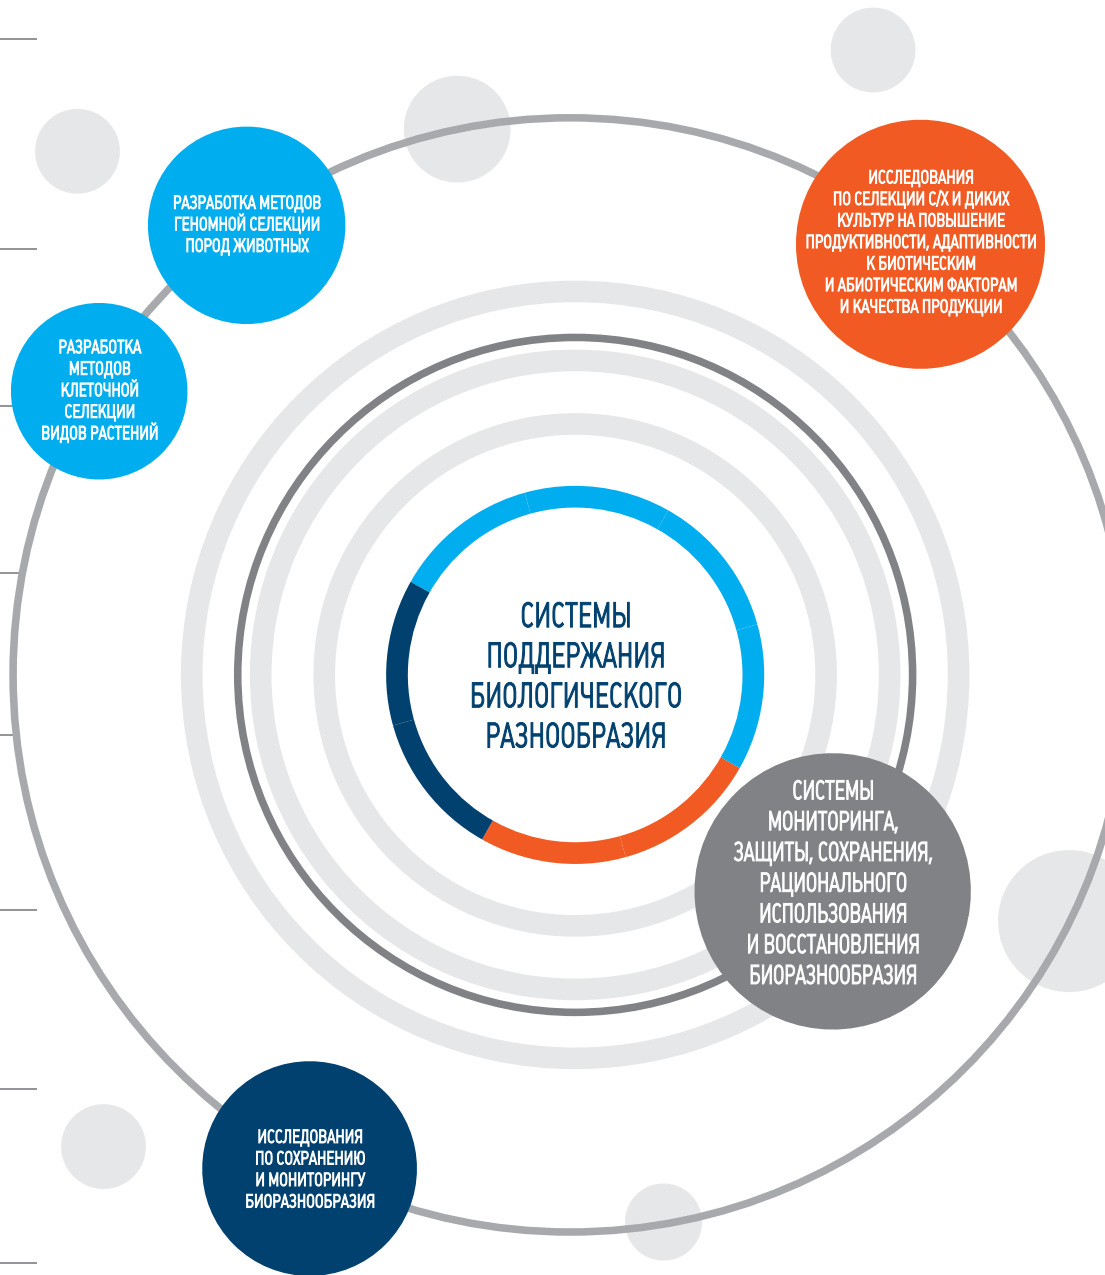 РАЗРАБОТКА МЕТОДОВ
ГЕНОМНОЙ СЕЛЕКЦИИ
ПОРОД ЖИВОТНЫХ
ИССЛЕДОВАНИЯ
ПО СЕЛЕКЦИИ С/Х И ДИКИХ
КУЛЬТУР НА ПОВЫШЕНИЕ
ПРОДУКТИВНОСТИ, АДАПТИВНОСТИ
К БИОТИЧЕСКИМ
И АБИОТИЧЕСКИМ ФАКТОРАМ
И КАЧЕСТВА ПРОДУКЦИИ
РАЗРАБОТКА
МЕТОДОВ
КЛЕТОЧНОЙ
СЕЛЕКЦИИ
ВИДОВ РАСТЕНИЙ
СИСТЕМЫ
ПОДДЕРЖАНИЯ
БИОЛОГИЧЕСКОГО
РАЗНООБРАЗИЯ
СИСТЕМЫ
МОНИТОРИНГА,
ЗАЩИТЫ, СОХРАНЕНИЯ,
РАЦИОНАЛЬНОГО
ИСПОЛЬЗОВАНИЯ
И ВОССТАНОВЛЕНИЯ
БИОРАЗНООБРАЗИЯ
ИССЛЕДОВАНИЯ
ПО СОХРАНЕНИЮ
И МОНИТОРИНГУ
БИОРАЗНООБРАЗИЯ